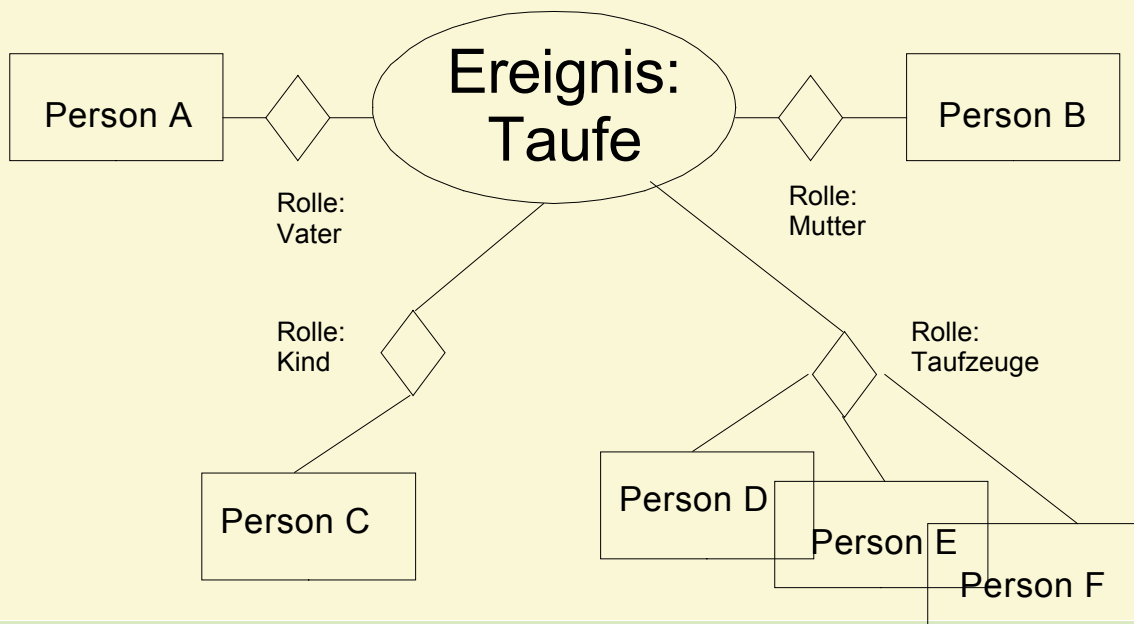 Ereignis:
Taufe
Person A
Person B
Rolle:
Vater
Rolle:
Mutter
Rolle:
Kind
Rolle:
Taufzeuge
Person C
Person D
Person E
Person F